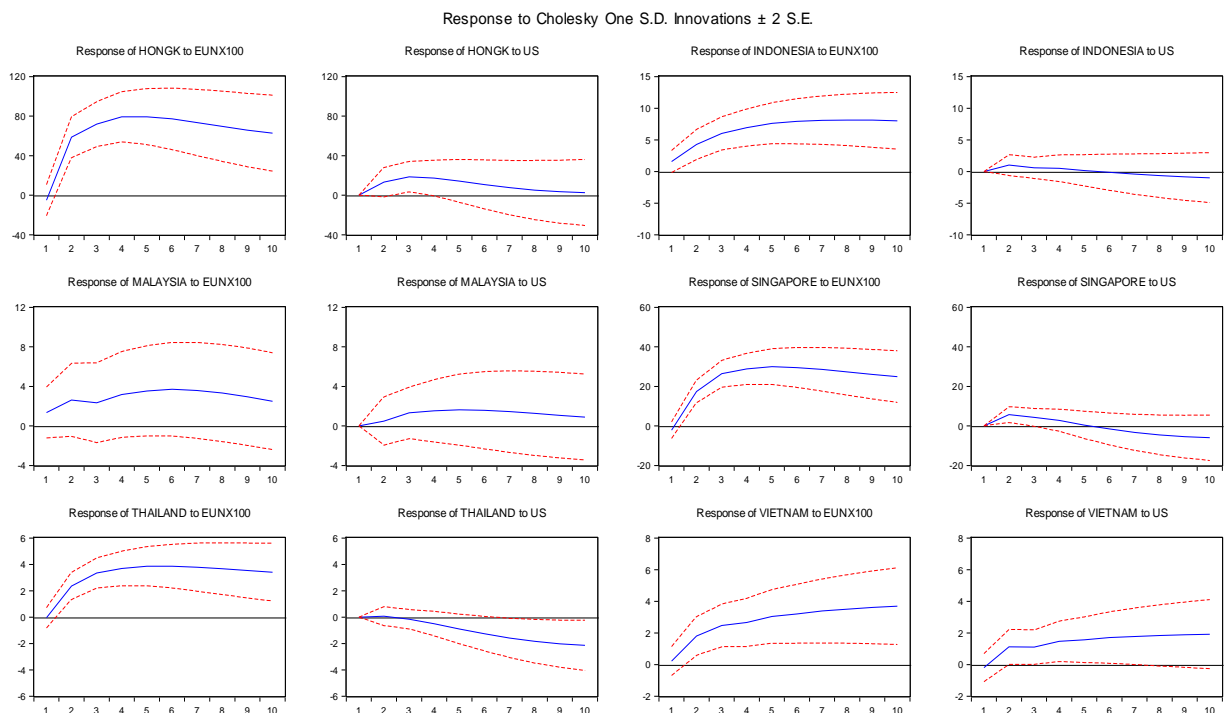 Response to Cholesky One S.D. Innovations ± 2 S.E.
Response of HONGK to EUNX100
120
80
40
0
-40
1 2 3 4 5 6 7 8 9 10
Response of HONGK to US
120
80
40
0
-40
1 2 3 4 5 6 7 8 9 10
Response of INDONESIA to EUNX100
15
10
5
0
-5
-10
1 2 3 4 5 6 7 8 9 10
Response of INDONESIA to US
15
10
5
0
-5
-10
1 2 3 4 5 6 7 8 9 10
Response of MALAYSIA to EUNX100
12
8
4
0
-4
1 2 3 4 5 6 7 8 9 10
Response of MALAYSIA to US
12
8
4
0
-4
1 2 3 4 5 6 7 8 9 10
Response of SINGAPORE to EUNX100
60
40
20
0
-20
1 2 3 4 5 6 7 8 9 10
Response of SINGAPORE to US
60
40
20
0
-20
1 2 3 4 5 6 7 8 9 10
Response of THAILAND to EUNX100
6
4
2
0
-2
-4
-6
1 2 3 4 5 6 7 8 9 10
Response of THAILAND to US
6
4
2
0
-2
-4
-6
1 2 3 4 5 6 7 8 9 10
Response of VIETNAM to EUNX100
8
6
4
2
0
-2
1 2 3 4 5 6 7 8 9 10
Response of VIETNAM to US
8
6
4
2
0
-2
1 2 3 4 5 6 7 8 9 10